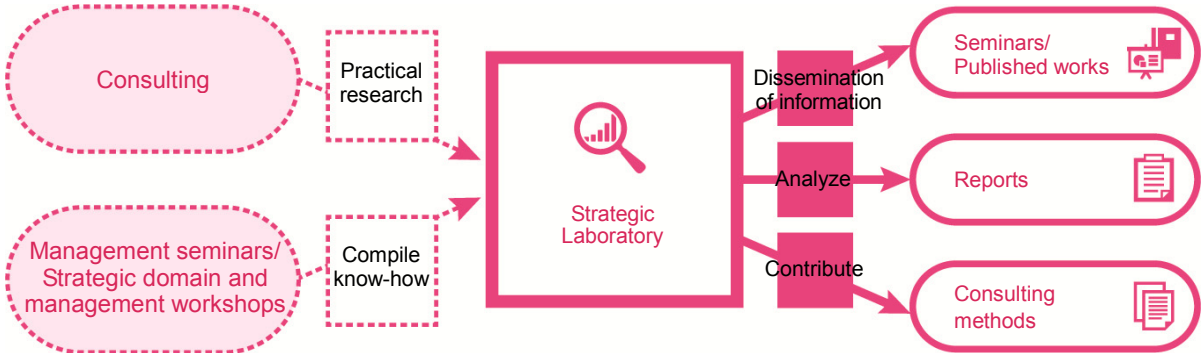 Consulting
Practical
research
Management seminars/
Strategic domain and
management workshops
Compile
know-how
Strategic
Laboratory
Dissemination
of information
Analyze
Contribute
Seminars/
Published works
Reports
Consulting
methods